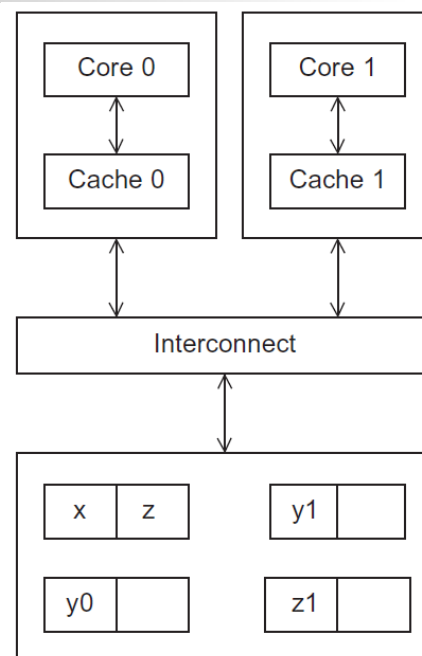 Core 0 Core 1
Cache 0 Cache 1
Interconnect
x z y1
y0 z1